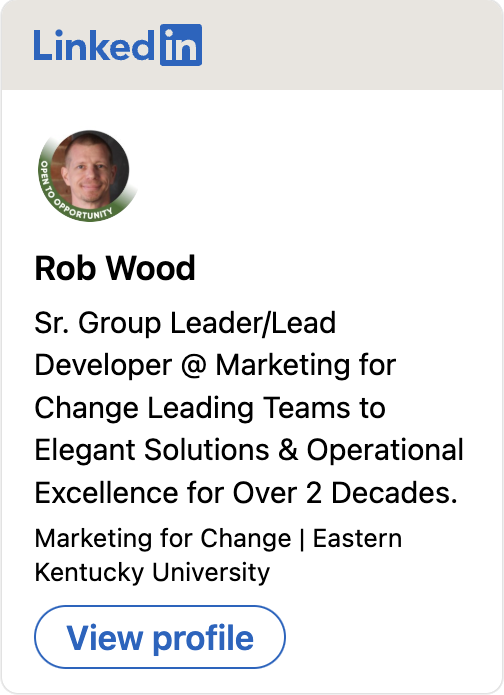 LinkedIn
OPEN TO OPPORTUNITY
Rob Wood
Sr. Group Leader/Lead
Developer @ Marketing for
Change Leading Teams to
Elegant Solutions & Operational
Excellence for Over 2 Decades.
Marketing for Change | Eastern
Kentucky University
View profile